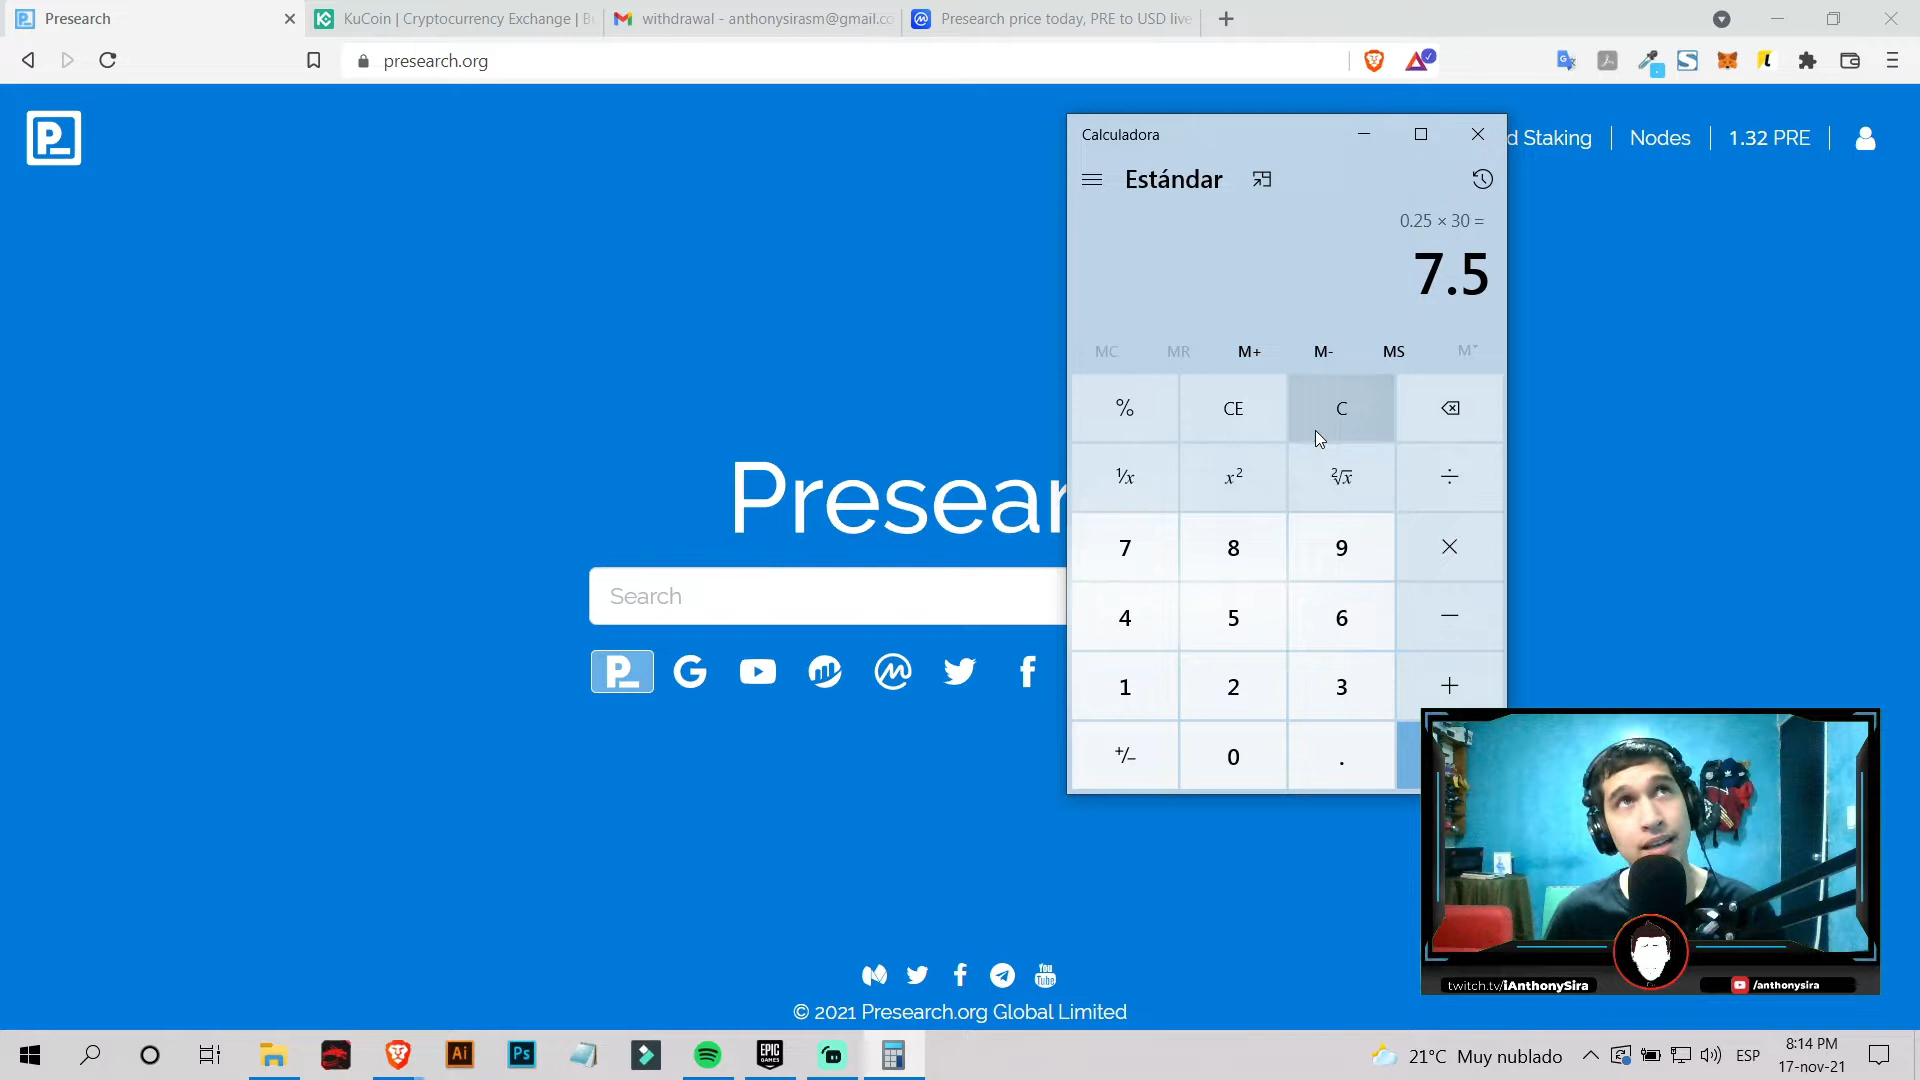 Presearch
KuCoin | Cryptocurrency Exchange | B
withdrawal - anthonysirasm@gmail.co
Presearch price today, PRE to USD live
presearch.org
d Staking
Nodes
1.32 PRE
Calculadora
Estándar
0.25 × 30 =
7.5
MC MR M+ M- MS M˅
% CE C
¹/x x² ²√x ÷
7 8 9 ×
4 5 6 −
1 2 3 +
+/− 0 .
Presear
Search
twitch.tv/iAnthonySira
/anthonysira
© 2021 Presearch.org Global Limited
21°C Muy nublado
ESP
8:14 PM
17-nov-21